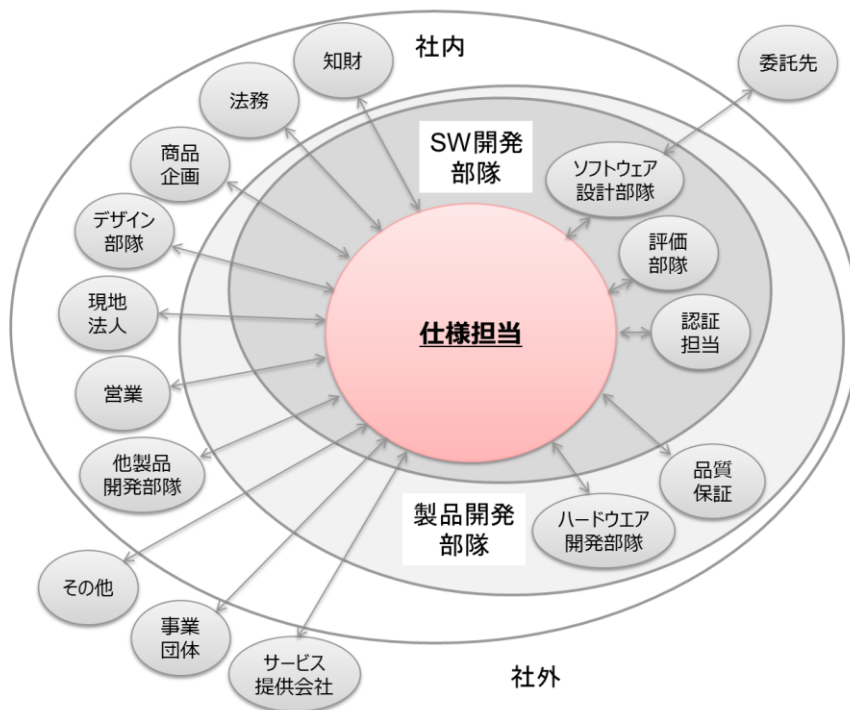 社内
知財
委託先
法務
SW開発
部隊
商品
企画
ソフトウェア
設計部隊
デザイン
部隊
評価
部隊
現地
法人
仕様担当
認証
担当
営業
他製品
開発部隊
品質
保証
製品開発
部隊
ハードウエア
開発部隊
その他
事業
団体
サービス
提供会社
社外